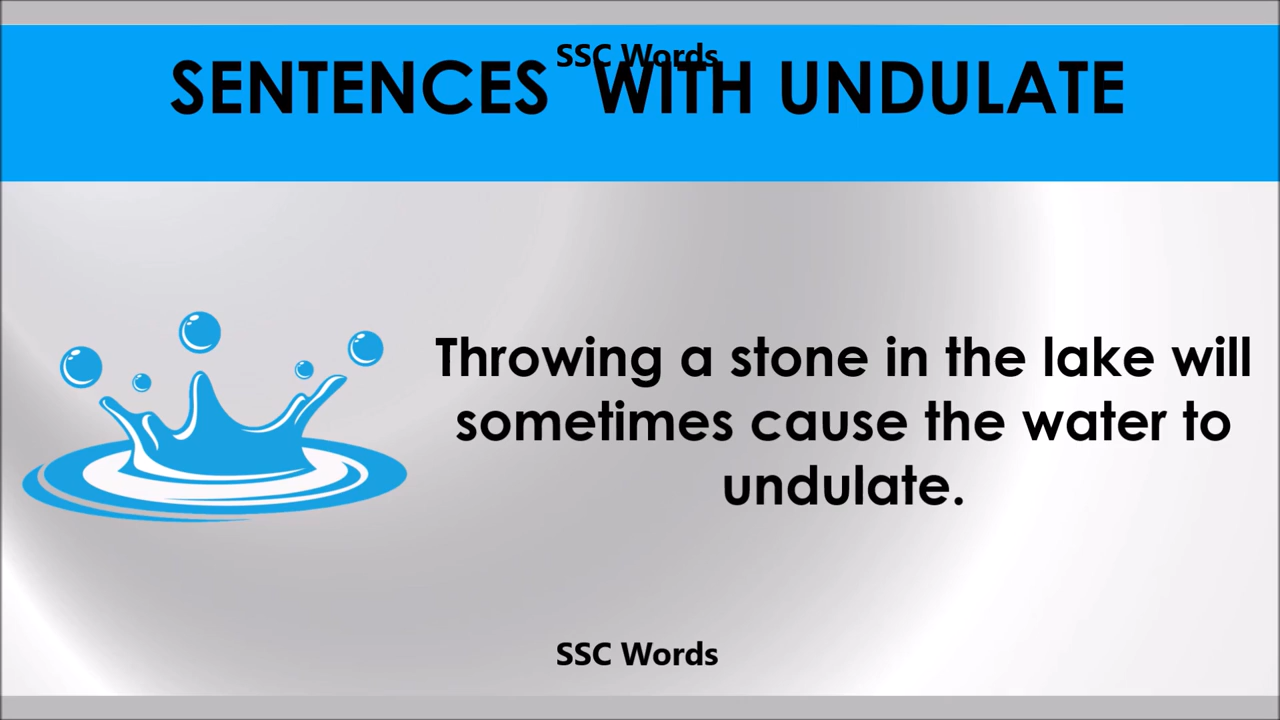 SSC Words
SENTENCES WITH UNDULATE
Throwing a stone in the lake will
sometimes cause the water to
undulate.
SSC Words